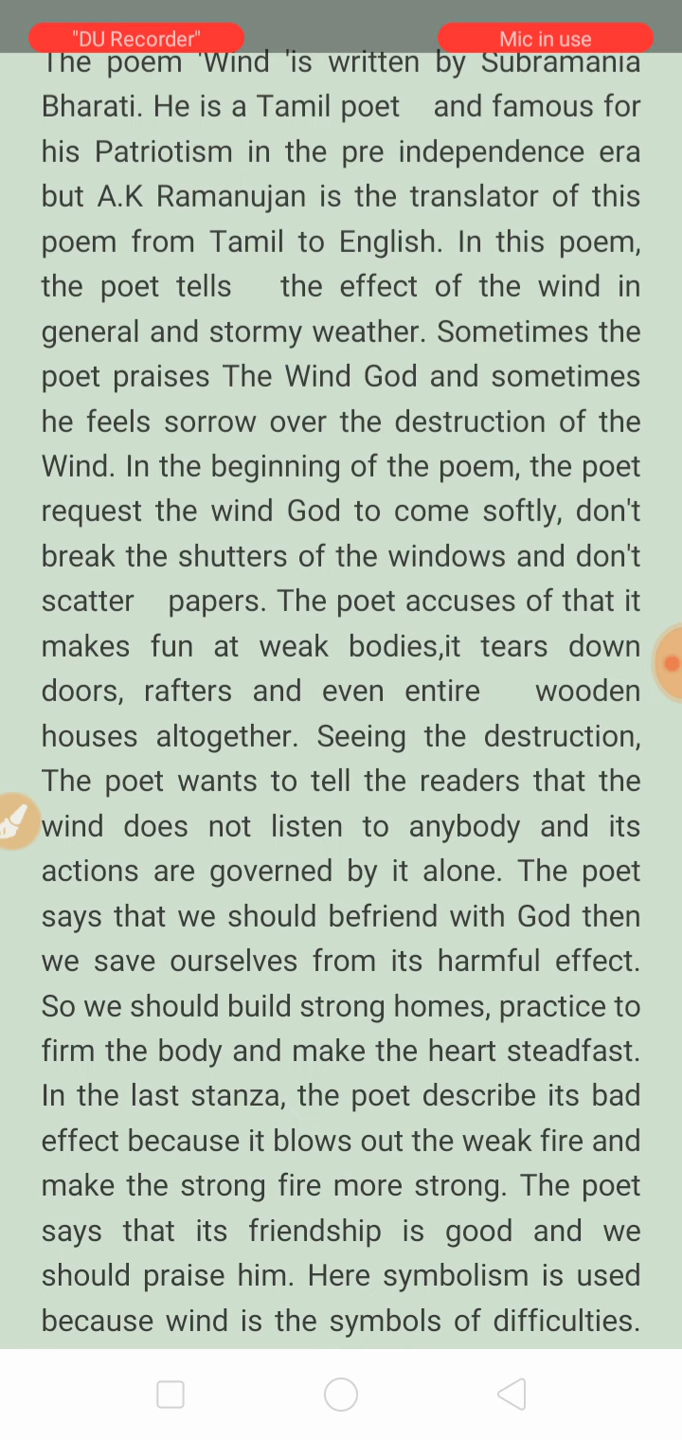 "DU Recorder"
Mic in use
The poem 'Wind 'is written by Subramania
Bharati. He is a Tamil poet and famous for
his Patriotism in the pre independence era
but A.K Ramanujan is the translator of this
poem from Tamil to English. In this poem,
the poet tells the effect of the wind in
general and stormy weather. Sometimes the
poet praises The Wind God and sometimes
he feels sorrow over the destruction of the
Wind. In the beginning of the poem, the poet
request the wind God to come softly, don't
break the shutters of the windows and don't
scatter papers. The poet accuses of that it
makes fun at weak bodies,it tears down
doors, rafters and even entire wooden
houses altogether. Seeing the destruction,
The poet wants to tell the readers that the
wind does not listen to anybody and its
actions are governed by it alone. The poet
says that we should befriend with God then
we save ourselves from its harmful effect.
So we should build strong homes, practice to
firm the body and make the heart steadfast.
In the last stanza, the poet describe its bad
effect because it blows out the weak fire and
make the strong fire more strong. The poet
says that its friendship is good and we
should praise him. Here symbolism is used
because wind is the symbols of difficulties.